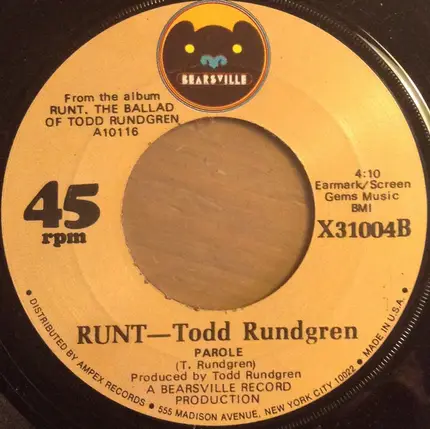 BEARSVILLE
From the album
RUNT. THE BALLAD
OF TODD RUNDGREN
A10116
45
rpm
4:10
Earmark/Screen
Gems Music
BMI
X31004B
RUNT—Todd Rundgren
PAROLE
(T. Rundgren)
Produced by Todd Rundgren
A BEARSVILLE RECORD
PRODUCTION
• DISTRIBUTED BY AMPEX RECORDS • 555 MADISON AVENUE, NEW YORK CITY 10022 • MADE IN U.S.A. •